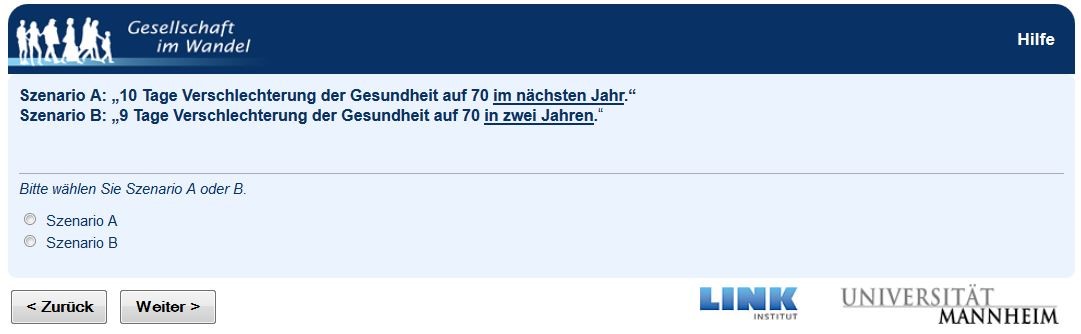 Gesellschaft
im Wandel
Hilfe
Szenario A: „10 Tage Verschlechterung der Gesundheit auf 70 im nächsten Jahr.“
Szenario B: „9 Tage Verschlechterung der Gesundheit auf 70 in zwei Jahren.“
Bitte wählen Sie Szenario A oder B.
Szenario A
Szenario B
< Zurück
Weiter >
LINK
INSTITUT
UNIVERSITÄT
MANNHEIM